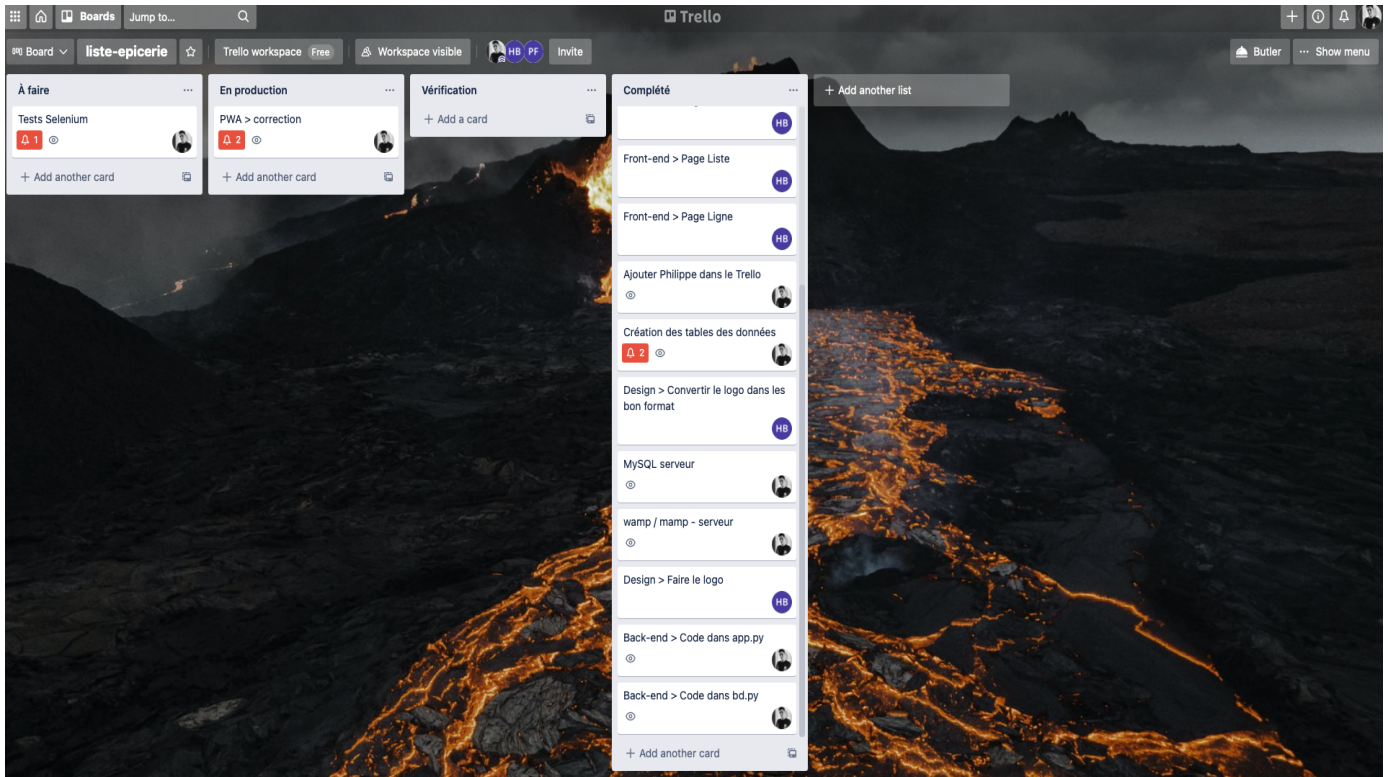 Boards
Jump to...
Trello
Board
liste-epicerie
Trello workspace Free
Workspace visible
HB
PF
Invite
Butler
... Show menu
À faire
Tests Selenium
1
+ Add another card
En production
PWA > correction
2
+ Add another card
Vérification
+ Add a card
Complété
HB
Front-end > Page Liste
HB
Front-end > Page Ligne
HB
Ajouter Philippe dans le Trello
Création des tables des données
2
Design > Convertir le logo dans les
bon format
HB
MySQL serveur
wamp / mamp - serveur
Design > Faire le logo
HB
Back-end > Code dans app.py
Back-end > Code dans bd.py
+ Add another card
+ Add another list